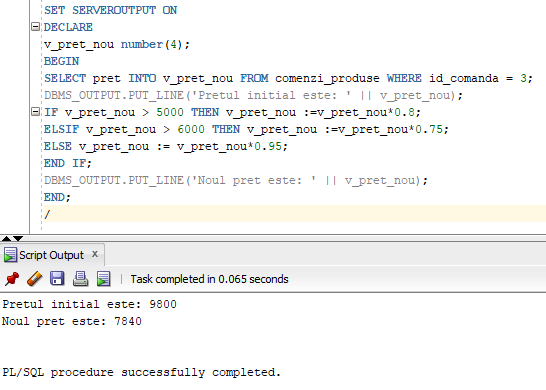 SET SERVEROUTPUT ON
DECLARE
v_pret_nou number(4);
BEGIN
SELECT pret INTO v_pret_nou FROM comenzi_produse WHERE id_comanda = 3;
DBMS_OUTPUT.PUT_LINE('Pretul initial este: ' || v_pret_nou);
IF v_pret_nou > 5000 THEN v_pret_nou :=v_pret_nou*0.8;
ELSIF v_pret_nou > 6000 THEN v_pret_nou :=v_pret_nou*0.75;
ELSE v_pret_nou := v_pret_nou*0.95;
END IF;
DBMS_OUTPUT.PUT_LINE('Noul pret este: ' || v_pret_nou);
END;
/
Script Output x
Task completed in 0.065 seconds
Pretul initial este: 9800
Noul pret este: 7840
PL/SQL procedure successfully completed.